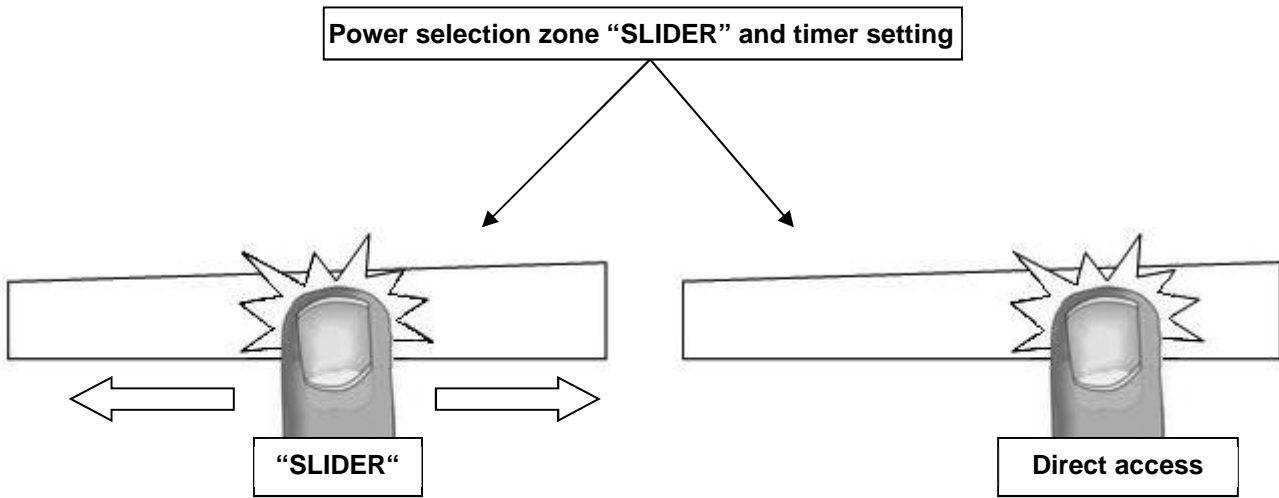 Power selection zone “SLIDER” and timer setting
“SLIDER“
Direct access